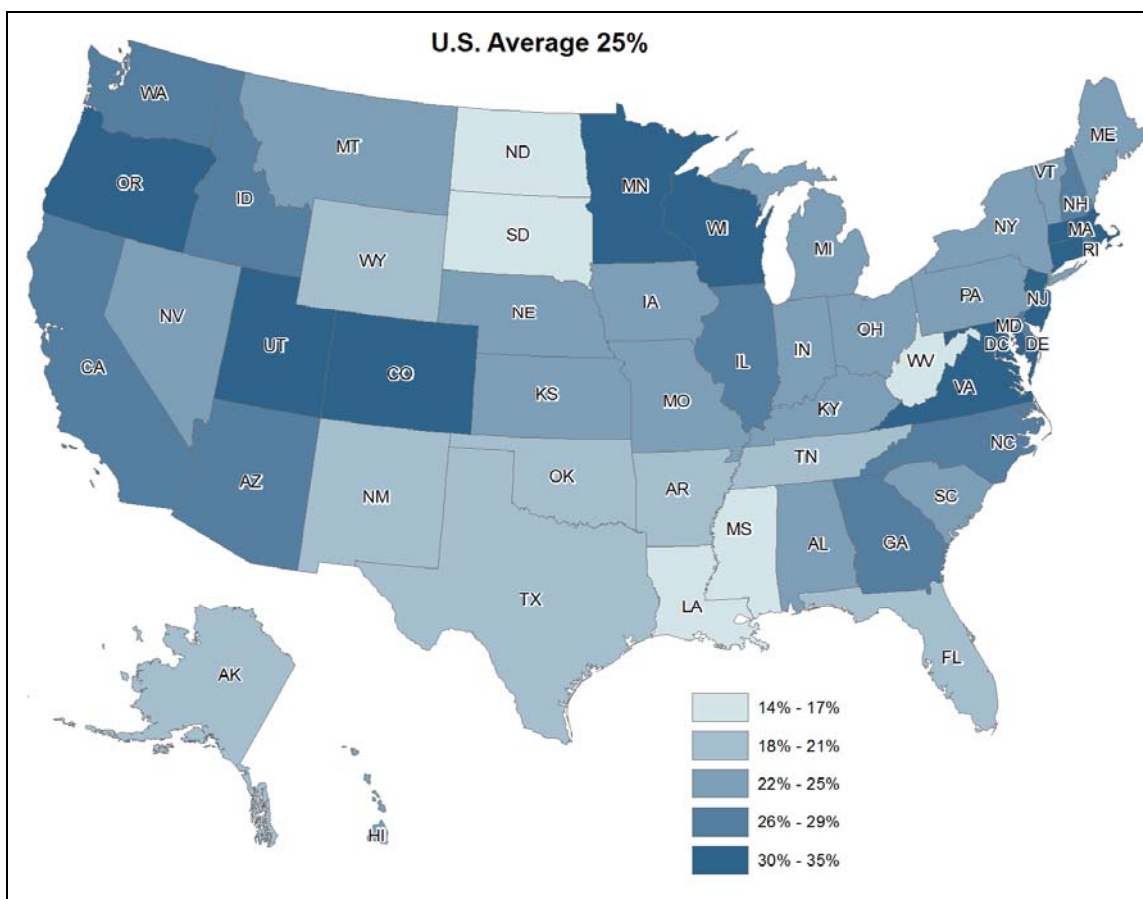 U.S. Average 25%
WA
MT
ND
MN
ME
VT
OR
ID
SD
WI
NH
NY
MA
RI
WY
MI
NV
NE
IA
PA
NJ
UT
CO
IL
IN
OH
MD
DE
DC
CA
KS
MO
WV
VA
KY
AZ
NM
OK
AR
TN
NC
SC
MS
AL
GA
TX
LA
FL
AK
HI
14% - 17%
18% - 21%
22% - 25%
26% - 29%
30% - 35%